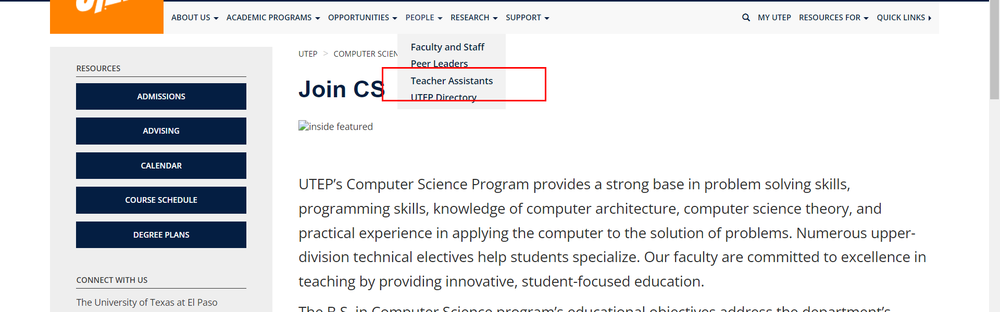 ABOUT US ACADEMIC PROGRAMS OPPORTUNITIES PEOPLE RESEARCH SUPPORT MY UTEP RESOURCES FOR QUICK LINKS
Faculty and Staff
Peer Leaders
Teacher Assistants
UTEP Directory
RESOURCES
ADMISSIONS
ADVISING
CALENDAR
COURSE SCHEDULE
DEGREE PLANS
CONNECT WITH US
The University of Texas at El Paso
UTEP > COMPUTER SCIEN
Join CS
inside featured
UTEP’s Computer Science Program provides a strong base in problem solving skills,
programming skills, knowledge of computer architecture, computer science theory, and
practical experience in applying the computer to the solution of problems. Numerous upper-
division technical electives help students specialize. Our faculty are committed to excellence in
teaching by providing innovative, student-focused education.
The B.S. in Computer Science program’s educational objectives address the department’s